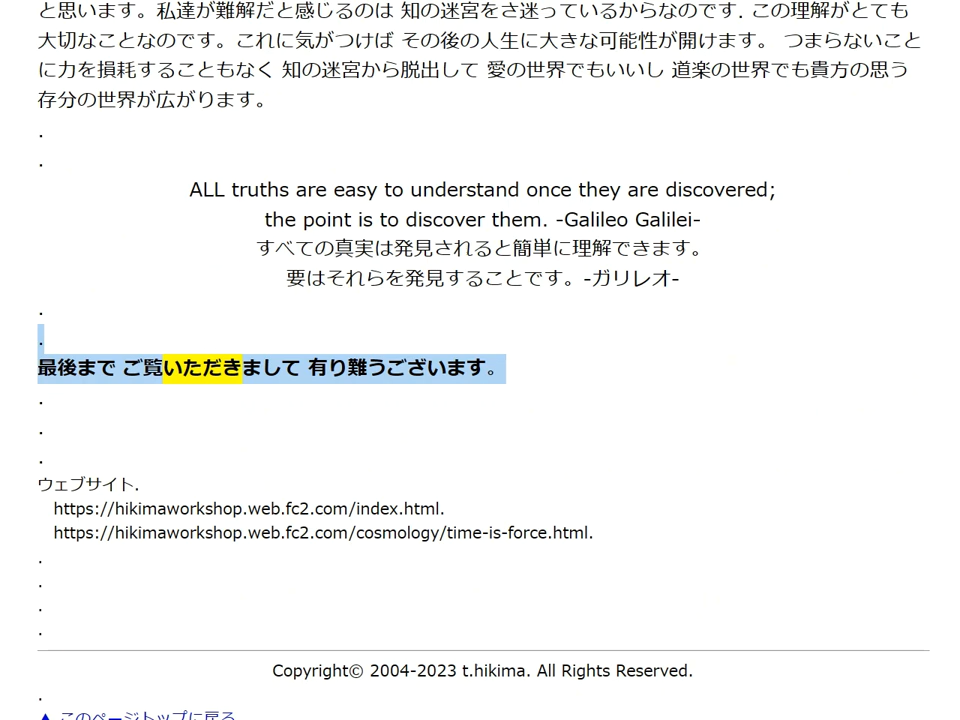 と思います。私達が難解だと感じるのは 知の迷宮をさ迷っているからなのです. この理解がとても
大切なことなのです。これに気がつけば その後の人生に大きな可能性が開けます。 つまらないこと
に力を損耗することもなく 知の迷宮から脱出して 愛の世界でもいいし 道楽の世界でも貴方の思う
存分の世界が広がります。
.
.
ALL truths are easy to understand once they are discovered;
the point is to discover them. -Galileo Galilei-
すべての真実は発見されると簡単に理解できます。
要はそれらを発見することです。-ガリレオ-
.
.
最後まで ご覧いただきまして 有り難うございます。
.
.
.
ウェブサイト.
https://hikimaworkshop.web.fc2.com/index.html.
https://hikimaworkshop.web.fc2.com/cosmology/time-is-force.html.
.
.
.
.
Copyright© 2004-2023 t.hikima. All Rights Reserved.
.
▲ このページトップに戻る